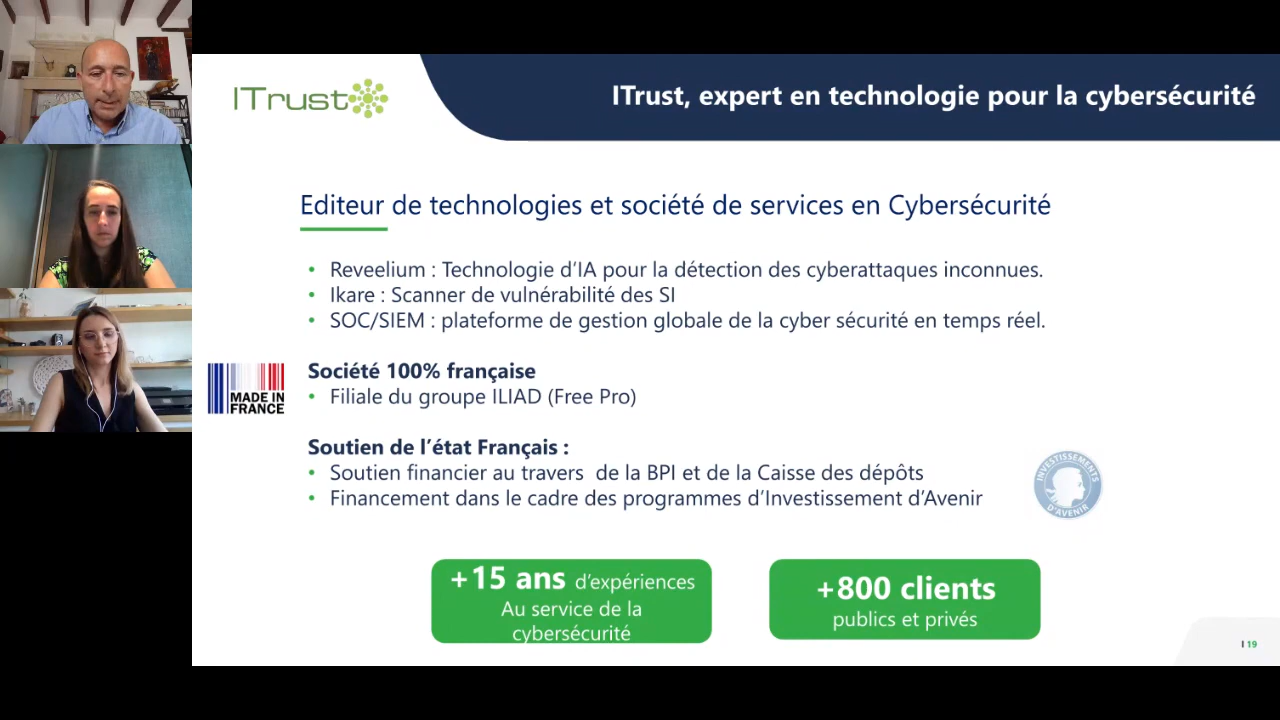 ITrust
ITrust, expert en technologie pour la cybersécurité
Editeur de technologies et société de services en Cybersécurité
• Reveelium : Technologie d’IA pour la détection des cyberattaques inconnues.
• Ikare : Scanner de vulnérabilité des SI
• SOC/SIEM : plateforme de gestion globale de la cyber sécurité en temps réel.
MADE IN
FRANCE
Société 100% française
• Filiale du groupe ILIAD (Free Pro)
Soutien de l’état Français :
• Soutien financier au travers  de la BPI et de la Caisse des dépôts
• Financement dans le cadre des programmes d’Investissement d’Avenir
INVESTISSEMENTS
D'AVENIR
+15 ans d’expériences
Au service de la
cybersécurité
+800 clients
publics et privés
I 19